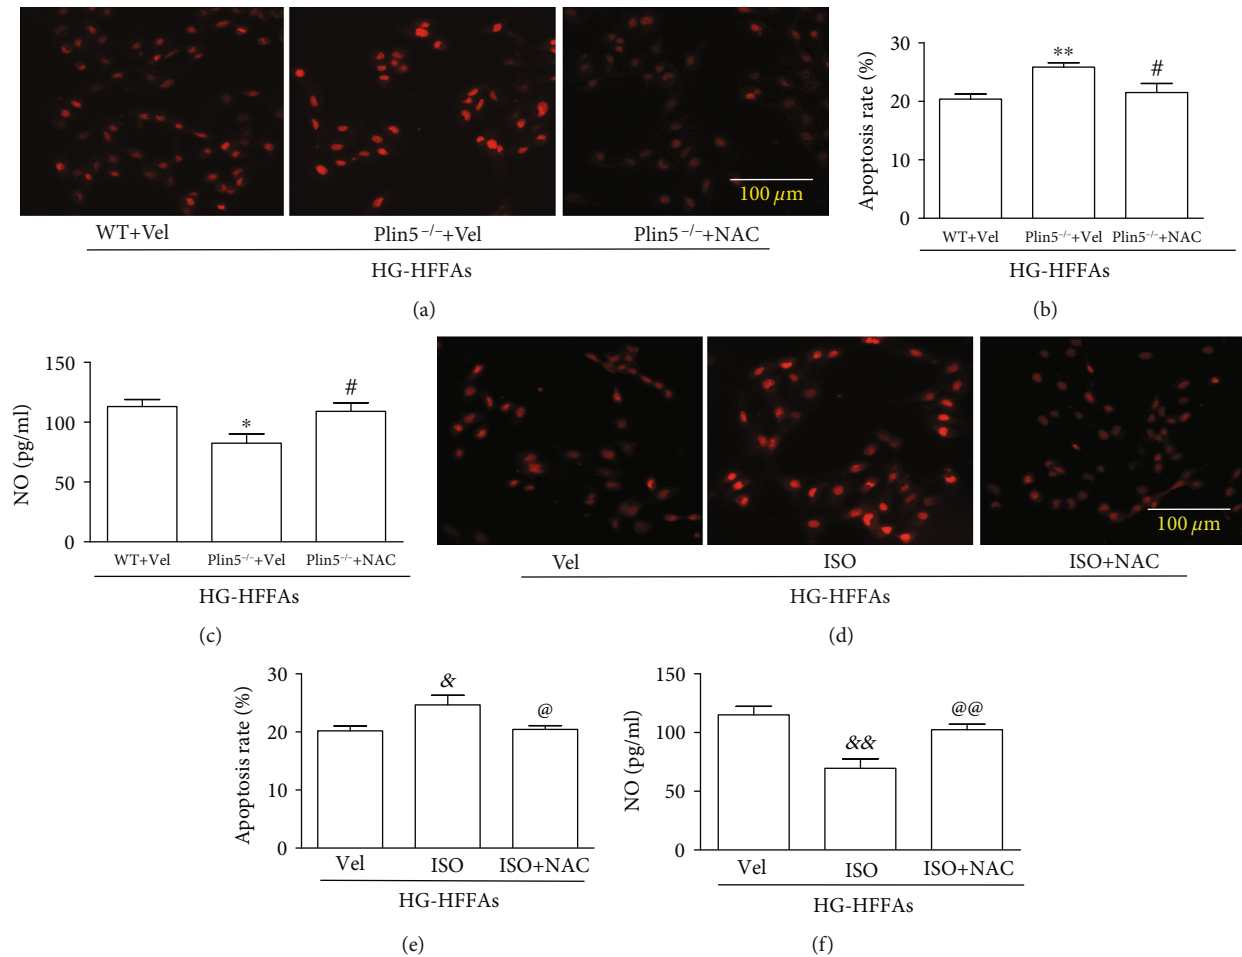 100 µm
WT+Vel Plin5⁻/⁻+Vel Plin5⁻/⁻+NAC
HG-HFFAs
(a)
Apoptosis rate (%)
30
20
10
0
**
#
WT+Vel Plin5⁻/⁻+Vel Plin5⁻/⁻+NAC
HG-HFFAs
(b)
NO (pg/ml)
150
100
50
0
*
#
WT+Vel Plin5⁻/⁻+Vel Plin5⁻/⁻+NAC
HG-HFFAs
(c)
100 µm
Vel ISO ISO+NAC
HG-HFFAs
(d)
Apoptosis rate (%)
30
20
10
0
&
@
Vel ISO ISO+NAC
HG-HFFAs
(e)
NO (pg/ml)
150
100
50
0
&&
@@
Vel ISO ISO+NAC
HG-HFFAs
(f)